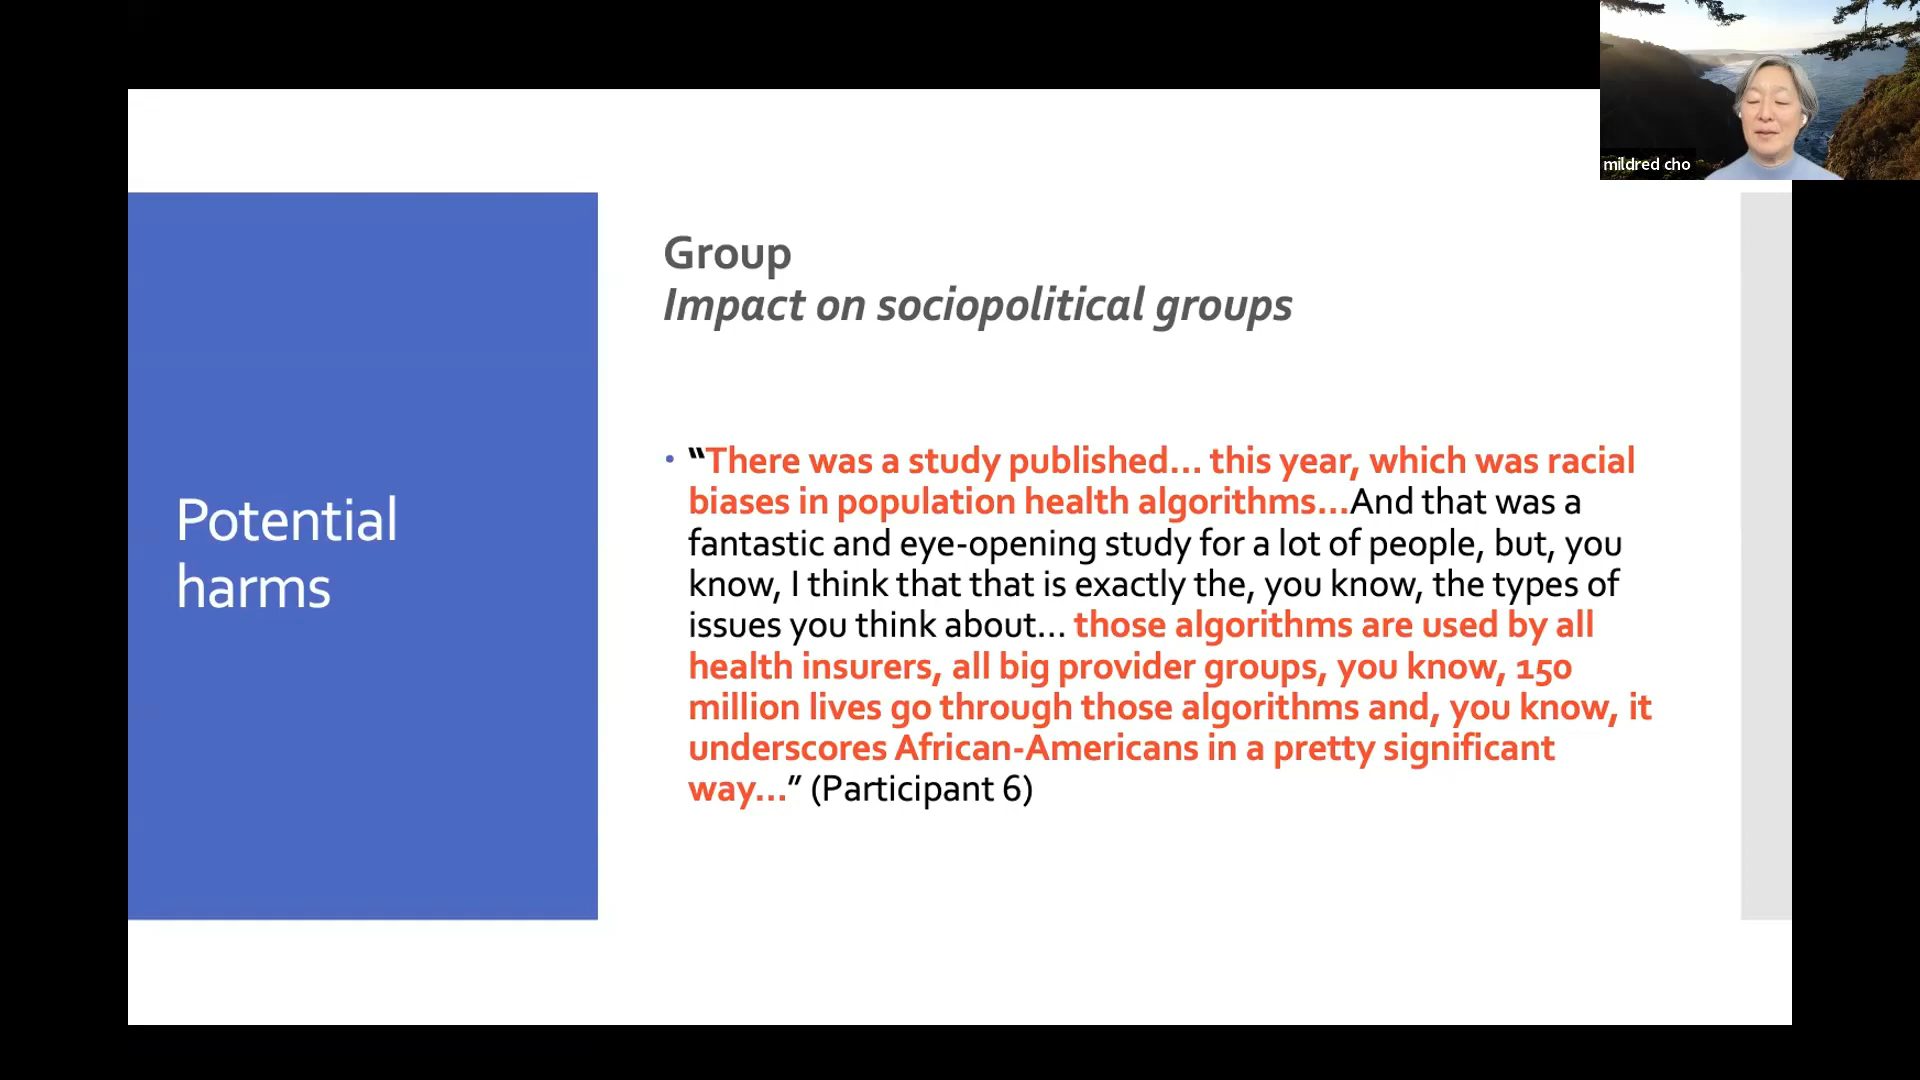 mildred cho
Potential
harms
Group
Impact on sociopolitical groups
• “There was a study published... this year, which was racial
biases in population health algorithms...And that was a
fantastic and eye-opening study for a lot of people, but, you
know, I think that that is exactly the, you know, the types of
issues you think about... those algorithms are used by all
health insurers, all big provider groups, you know, 150
million lives go through those algorithms and, you know, it
underscores African-Americans in a pretty significant
way...” (Participant 6)